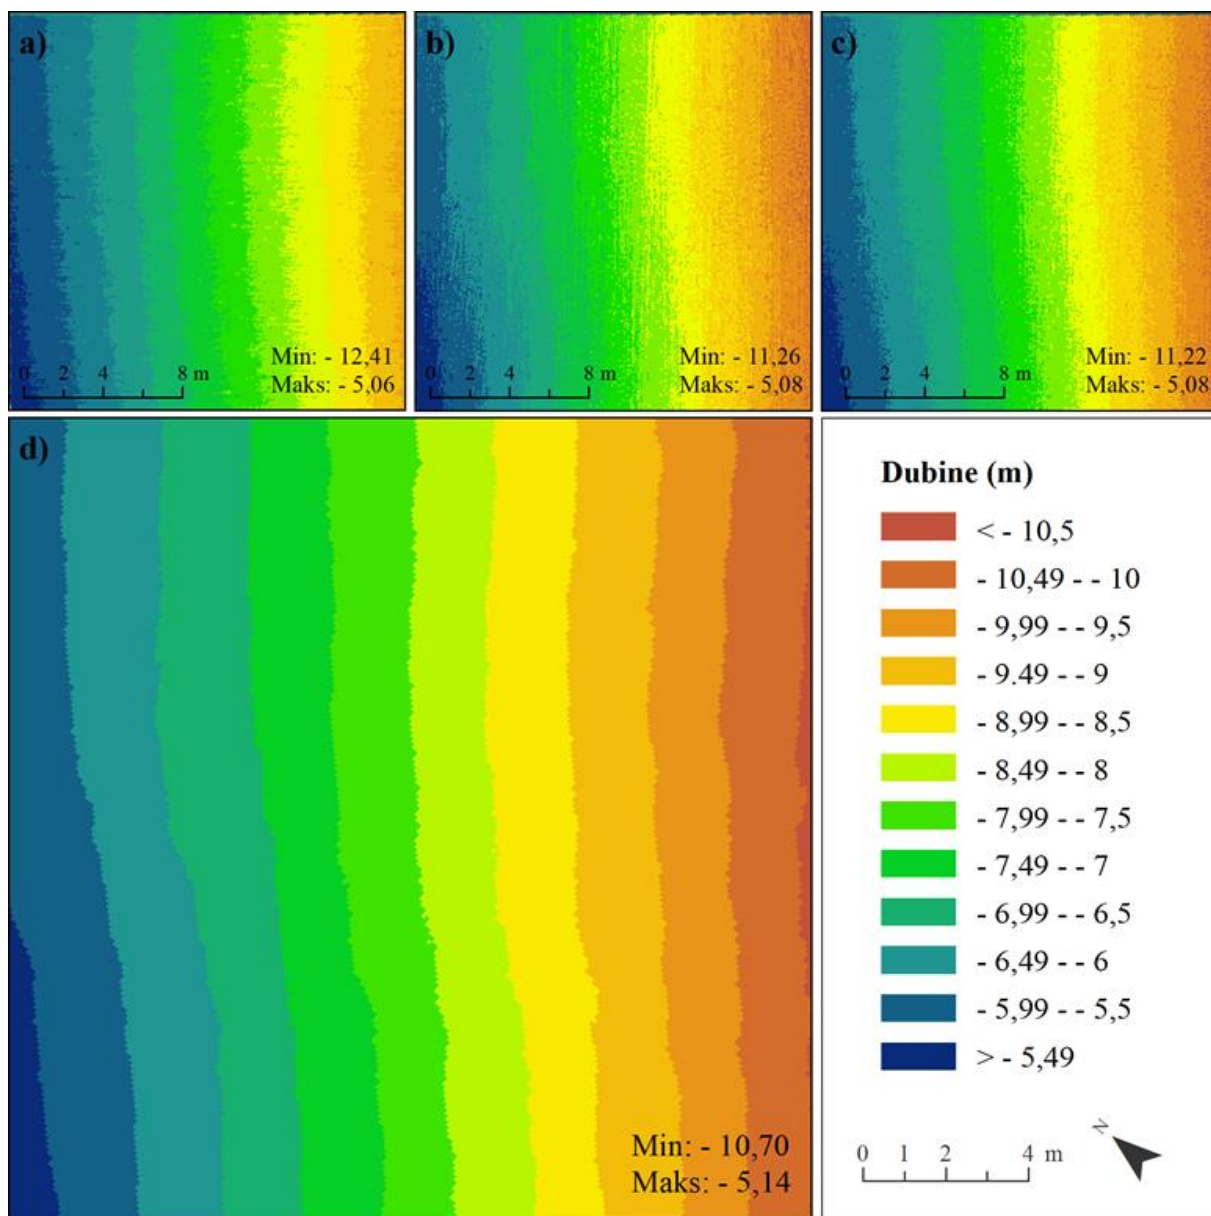 a)
0 2 4 8 m
Min: - 12,41
Maks: - 5,06
b)
0 2 4 8 m
Min: - 11,26
Maks: - 5,08
c)
0 2 4 8 m
Min: - 11,22
Maks: - 5,08
d)
Min: - 10,70
Maks: - 5,14
Dubine (m)
< - 10,5
- 10,49 - - 10
- 9,99 - - 9,5
- 9.49 - - 9
- 8,99 - - 8,5
- 8,49 - - 8
- 7,99 - - 7,5
- 7,49 - - 7
- 6,99 - - 6,5
- 6,49 - - 6
- 5,99 - - 5,5
> - 5,49
0 1 2 4 m
N